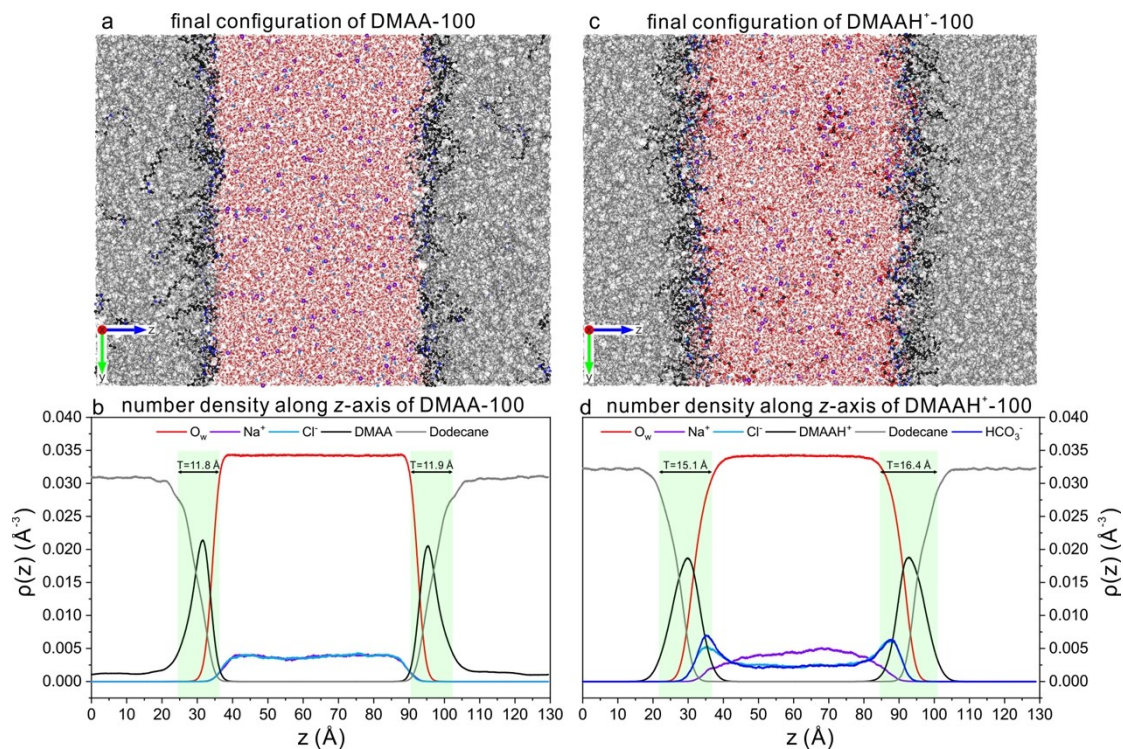 a final configuration of DMAA-100
z
y
b number density along z-axis of DMAA-100
O_w Na⁺ Cl⁻ DMAA Dodecane
T=11.8 Å T=11.9 Å
ρ(z) (Å⁻³)
0.040
0.035
0.030
0.025
0.020
0.015
0.010
0.005
0.000
0 10 20 30 40 50 60 70 80 90 100 110 120 130
z (Å)
c final configuration of DMAAH⁺-100
z
y
d number density along z-axis of DMAAH⁺-100
O_w Na⁺ Cl⁻ DMAAH⁺ Dodecane HCO₃⁻
T=15.1 Å T=16.4 Å
0.040
0.035
0.030
0.025
0.020
0.015
0.010
0.005
0.000
ρ(z) (Å⁻³)
0 10 20 30 40 50 60 70 80 90 100 110 120 130
z (Å)